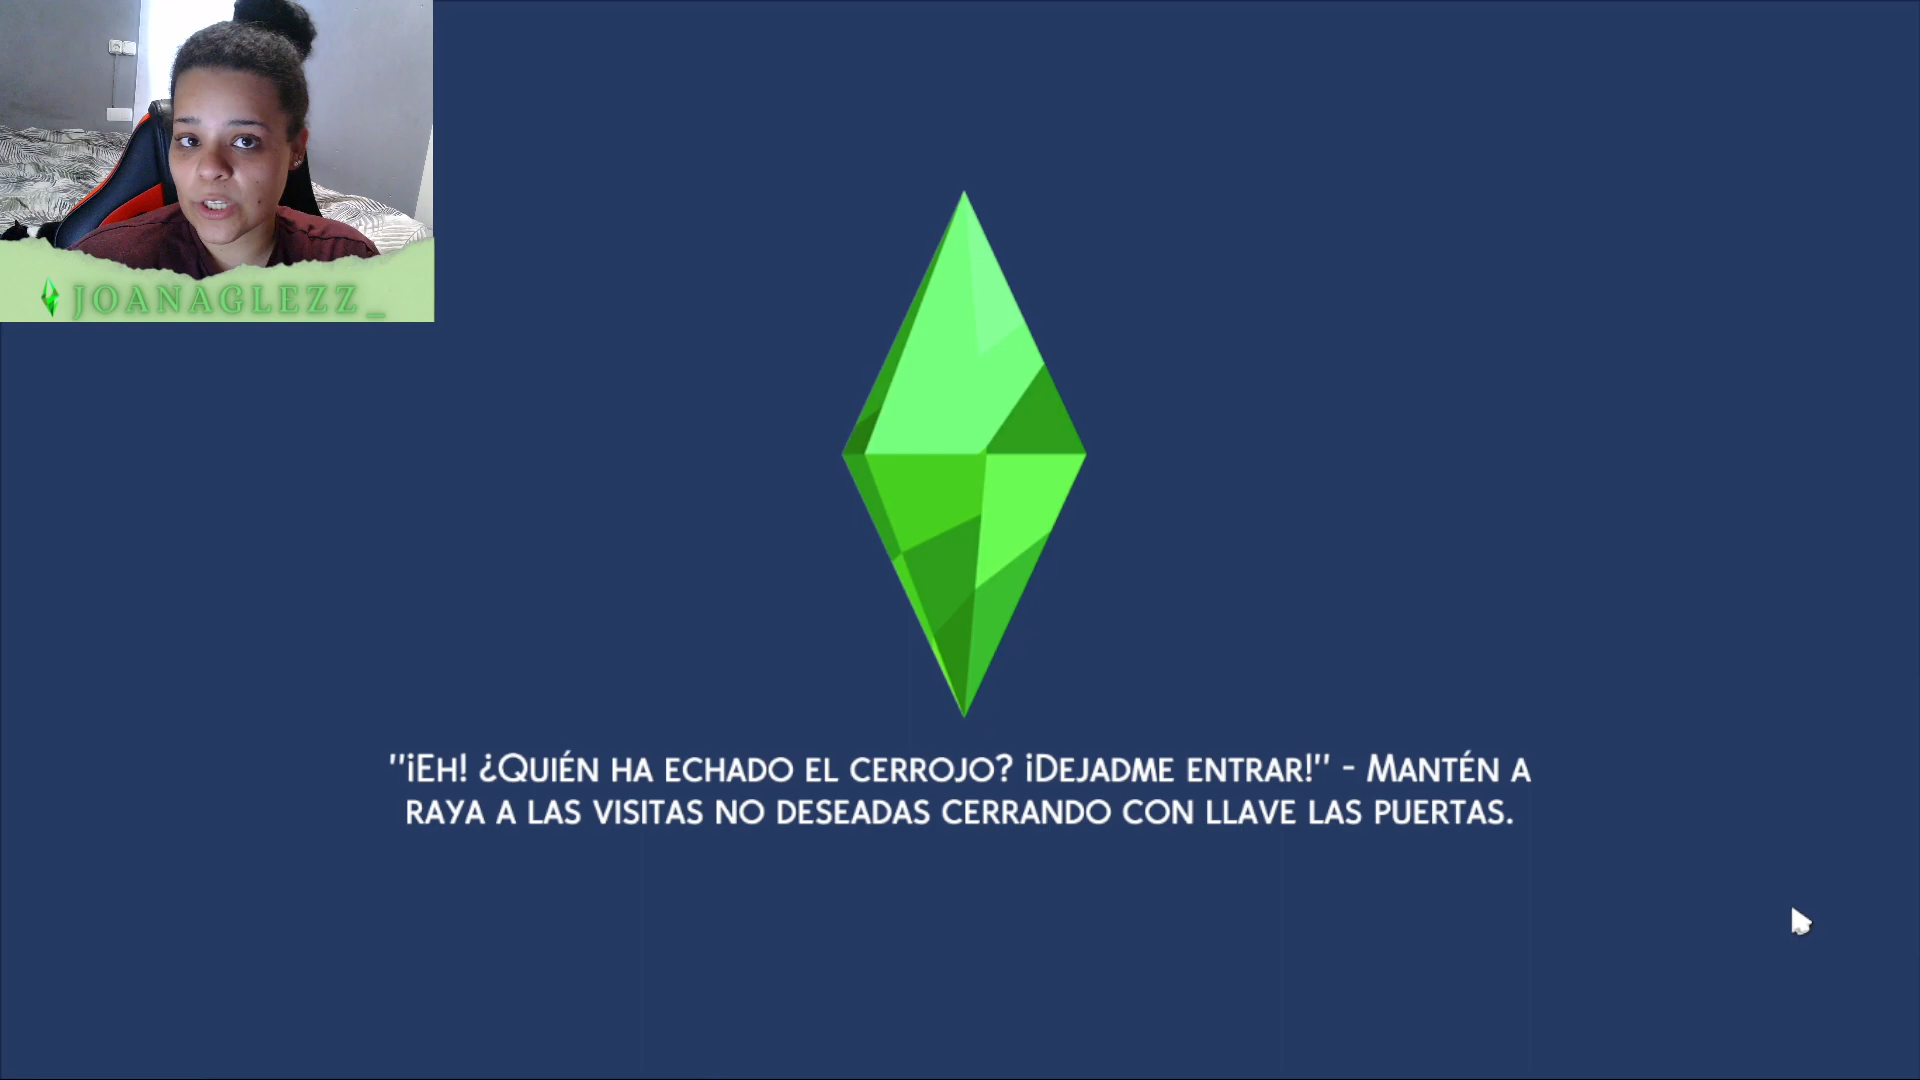 JOANAGLEZZ_
"¡EH! ¿QUIÉN HA ECHADO EL CERROJO? ¡DEJADME ENTRAR!" - MANTÉN A
RAYA A LAS VISITAS NO DESEADAS CERRANDO CON LLAVE LAS PUERTAS.